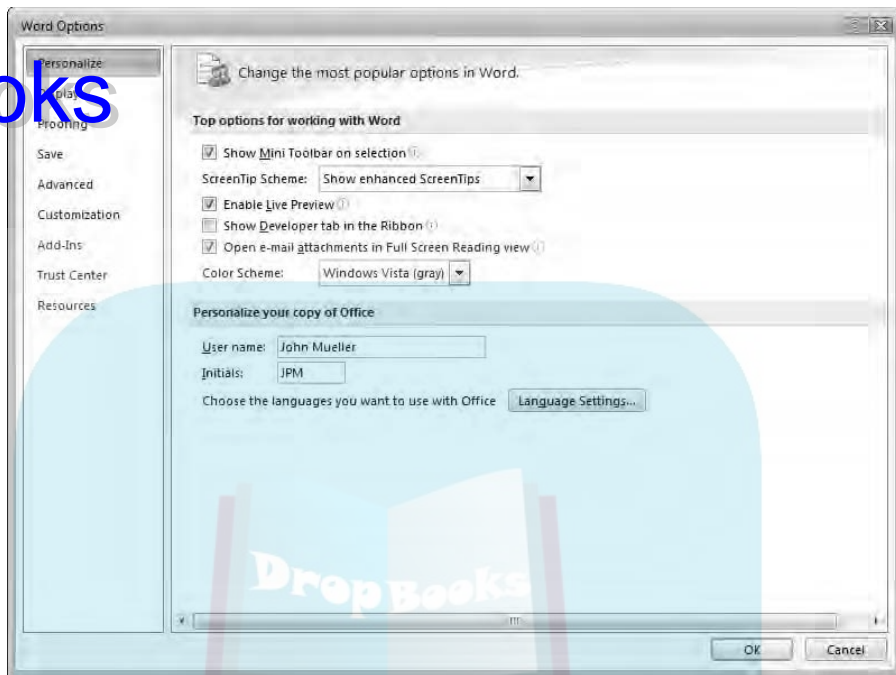 Word Options
Personalize
Display
Proofing
Save
Advanced
Customization
Add-Ins
Trust Center
Resources
oks
Change the most popular options in Word.
Top options for working with Word
Show Mini Toolbar on selection
ScreenTip Scheme: Show enhanced ScreenTips
Enable Live Preview
Show Developer tab in the Ribbon
Open e-mail attachments in Full Screen Reading view
Color Scheme: Windows Vista (gray)
Personalize your copy of Office
User name: John Mueller
Initials: JPM
Choose the languages you want to use with Office Language Settings...
DropBooks
OK Cancel